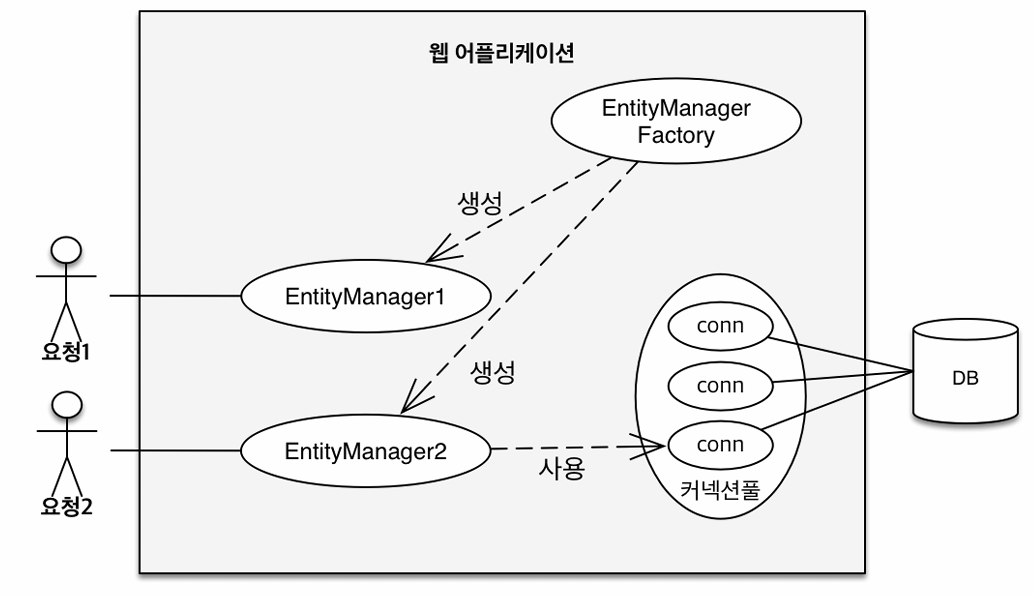 웹 어플리케이션
EntityManager
Factory
생성
요청1
EntityManager1
conn
생성
conn
DB
요청2
EntityManager2
사용
conn
커넥션풀